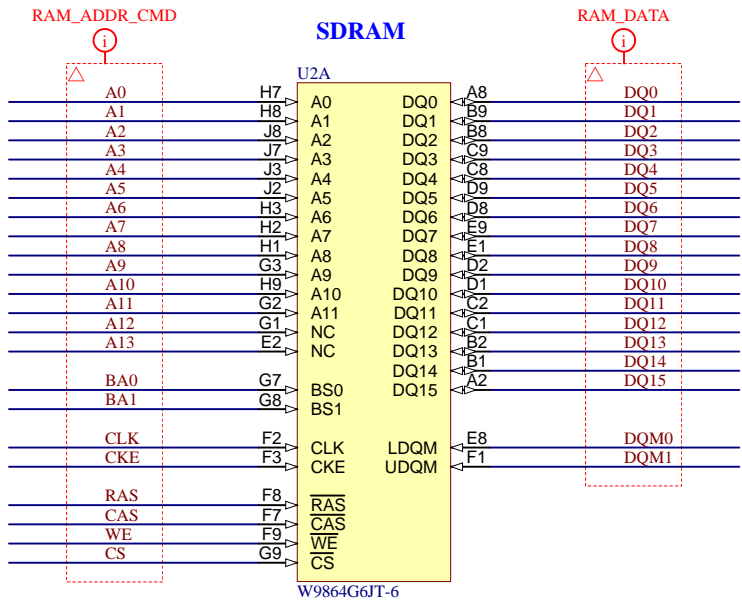 RAM_ADDR_CMD
SDRAM
RAM_DATA
i
i
U2A
A0 H7 A0 DQ0 A8 DQ0
A1 H8 A1 DQ1 B9 DQ1
A2 J8 A2 DQ2 B8 DQ2
A3 J7 A3 DQ3 C9 DQ3
A4 J3 A4 DQ4 C8 DQ4
A5 J2 A5 DQ5 D9 DQ5
A6 H3 A6 DQ6 D8 DQ6
A7 H2 A7 DQ7 E9 DQ7
A8 H1 A8 DQ8 E1 DQ8
A9 G3 A9 DQ9 D2 DQ9
A10 H9 A10 DQ10 D1 DQ10
A11 G2 A11 DQ11 C2 DQ11
A12 G1 NC DQ12 C1 DQ12
A13 E2 NC DQ13 B2 DQ13
DQ14 B1 DQ14
BA0 G7 BS0 DQ15 A2 DQ15
BA1 G8 BS1
CLK F2 CLK LDQM E8 DQM0
CKE F3 CKE UDQM F1 DQM1
RAS F8 RAS
CAS F7 CAS
WE F9 WE
CS G9 CS
W9864G6JT-6